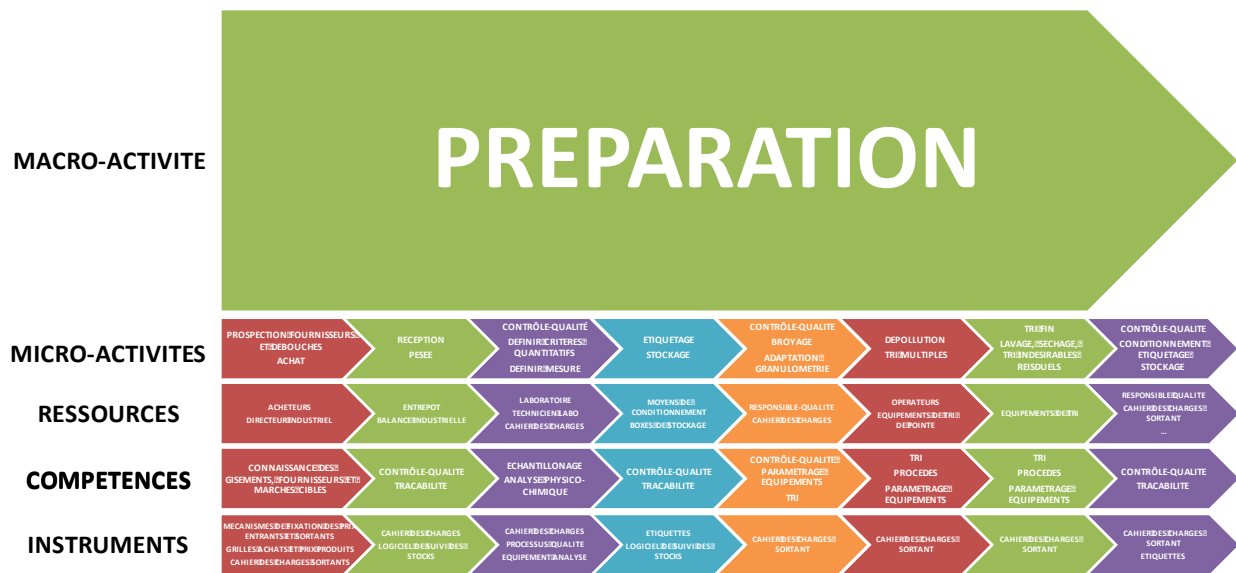 PREPARATION
MACRO-ACTIVITE
MICRO-ACTIVITES
PROSPECTION FOURNISSEURS
ET DEBOUCHES
ACHAT
RECEPTION
PESEE
CONTRÔLE-QUALITÉ
DEFINIR CRITERES
QUANTITATIFS
DEFINIR MESURE
ETIQUETAGE
STOCKAGE
CONTRÔLE-QUALITE
BROYAGE
ADAPTATION
GRANULOMETRIE
DEPOLLUTION
TRI MULTIPLES
TRI FIN
LAVAGE, SECHAGE,
TRI INDESIRABLES
REISDUELS
CONTRÔLE-QUALITE
CONDITIONNEMENT
ETIQUETAGE
STOCKAGE
RESSOURCES
ACHETEURS
DIRECTEUR INDUSTRIEL
ENTREPOT
BALANCE INDUSTRIELLE
LABORATOIRE
TECHNICIEN LABO
CAHIER DES CHARGES
MOYENS DE
CONDITIONNEMENT
BOXES DE STOCKAGE
RESPONSIBLE-QUALITE
CAHIER DES CHARGES
OPERATEURS
EQUIPEMENTS DE TRI
DE POINTE
EQUIPEMENTS DE TRI
RESPONSIBLE QUALITE
CAHIER DES CHARGES
SORTANT
...
COMPETENCES
CONNAISSANCE DES
GISEMENTS, FOURNISSEURS ET
MARCHES CIBLES
CONTRÔLE-QUALITE
TRACABILITE
ECHANTILLONAGE
ANALYSE PHYSICO-
CHIMIQUE
CONTRÔLE-QUALITE
TRACABILITE
CONTRÔLE-QUALITE
PARAMETRAGE
EQUIPEMENTS
TRI
TRI
PROCEDES
PARAMETRAGE
EQUIPEMENTS
TRI
PROCEDES
PARAMETRAGE
EQUIPEMENTS
CONTRÔLE-QUALITE
TRACABILITE
INSTRUMENTS
MECANISMES DE FIXATION DES PRIX
ENTRANTS ET SORTANTS
GRILLES ACHATS ET PRIX PRODUITS
CAHIER DES CHARGES SORTANTS
CAHIER DES CHARGES
LOGICIEL DE SUIVI DES
STOCKS
CAHIER DES CHARGES
PROCESSUS QUALITE
EQUIPEMENT ANALYSE
ETIQUETTES
LOGICIEL DE SUIVI DES
STOCKS
CAHIER DES CHARGES
SORTANT
CAHIER DES CHARGES
SORTANT
CAHIER DES CHARGES
SORTANT
CAHIER DES CHARGES
SORTANT
ETIQUETTES